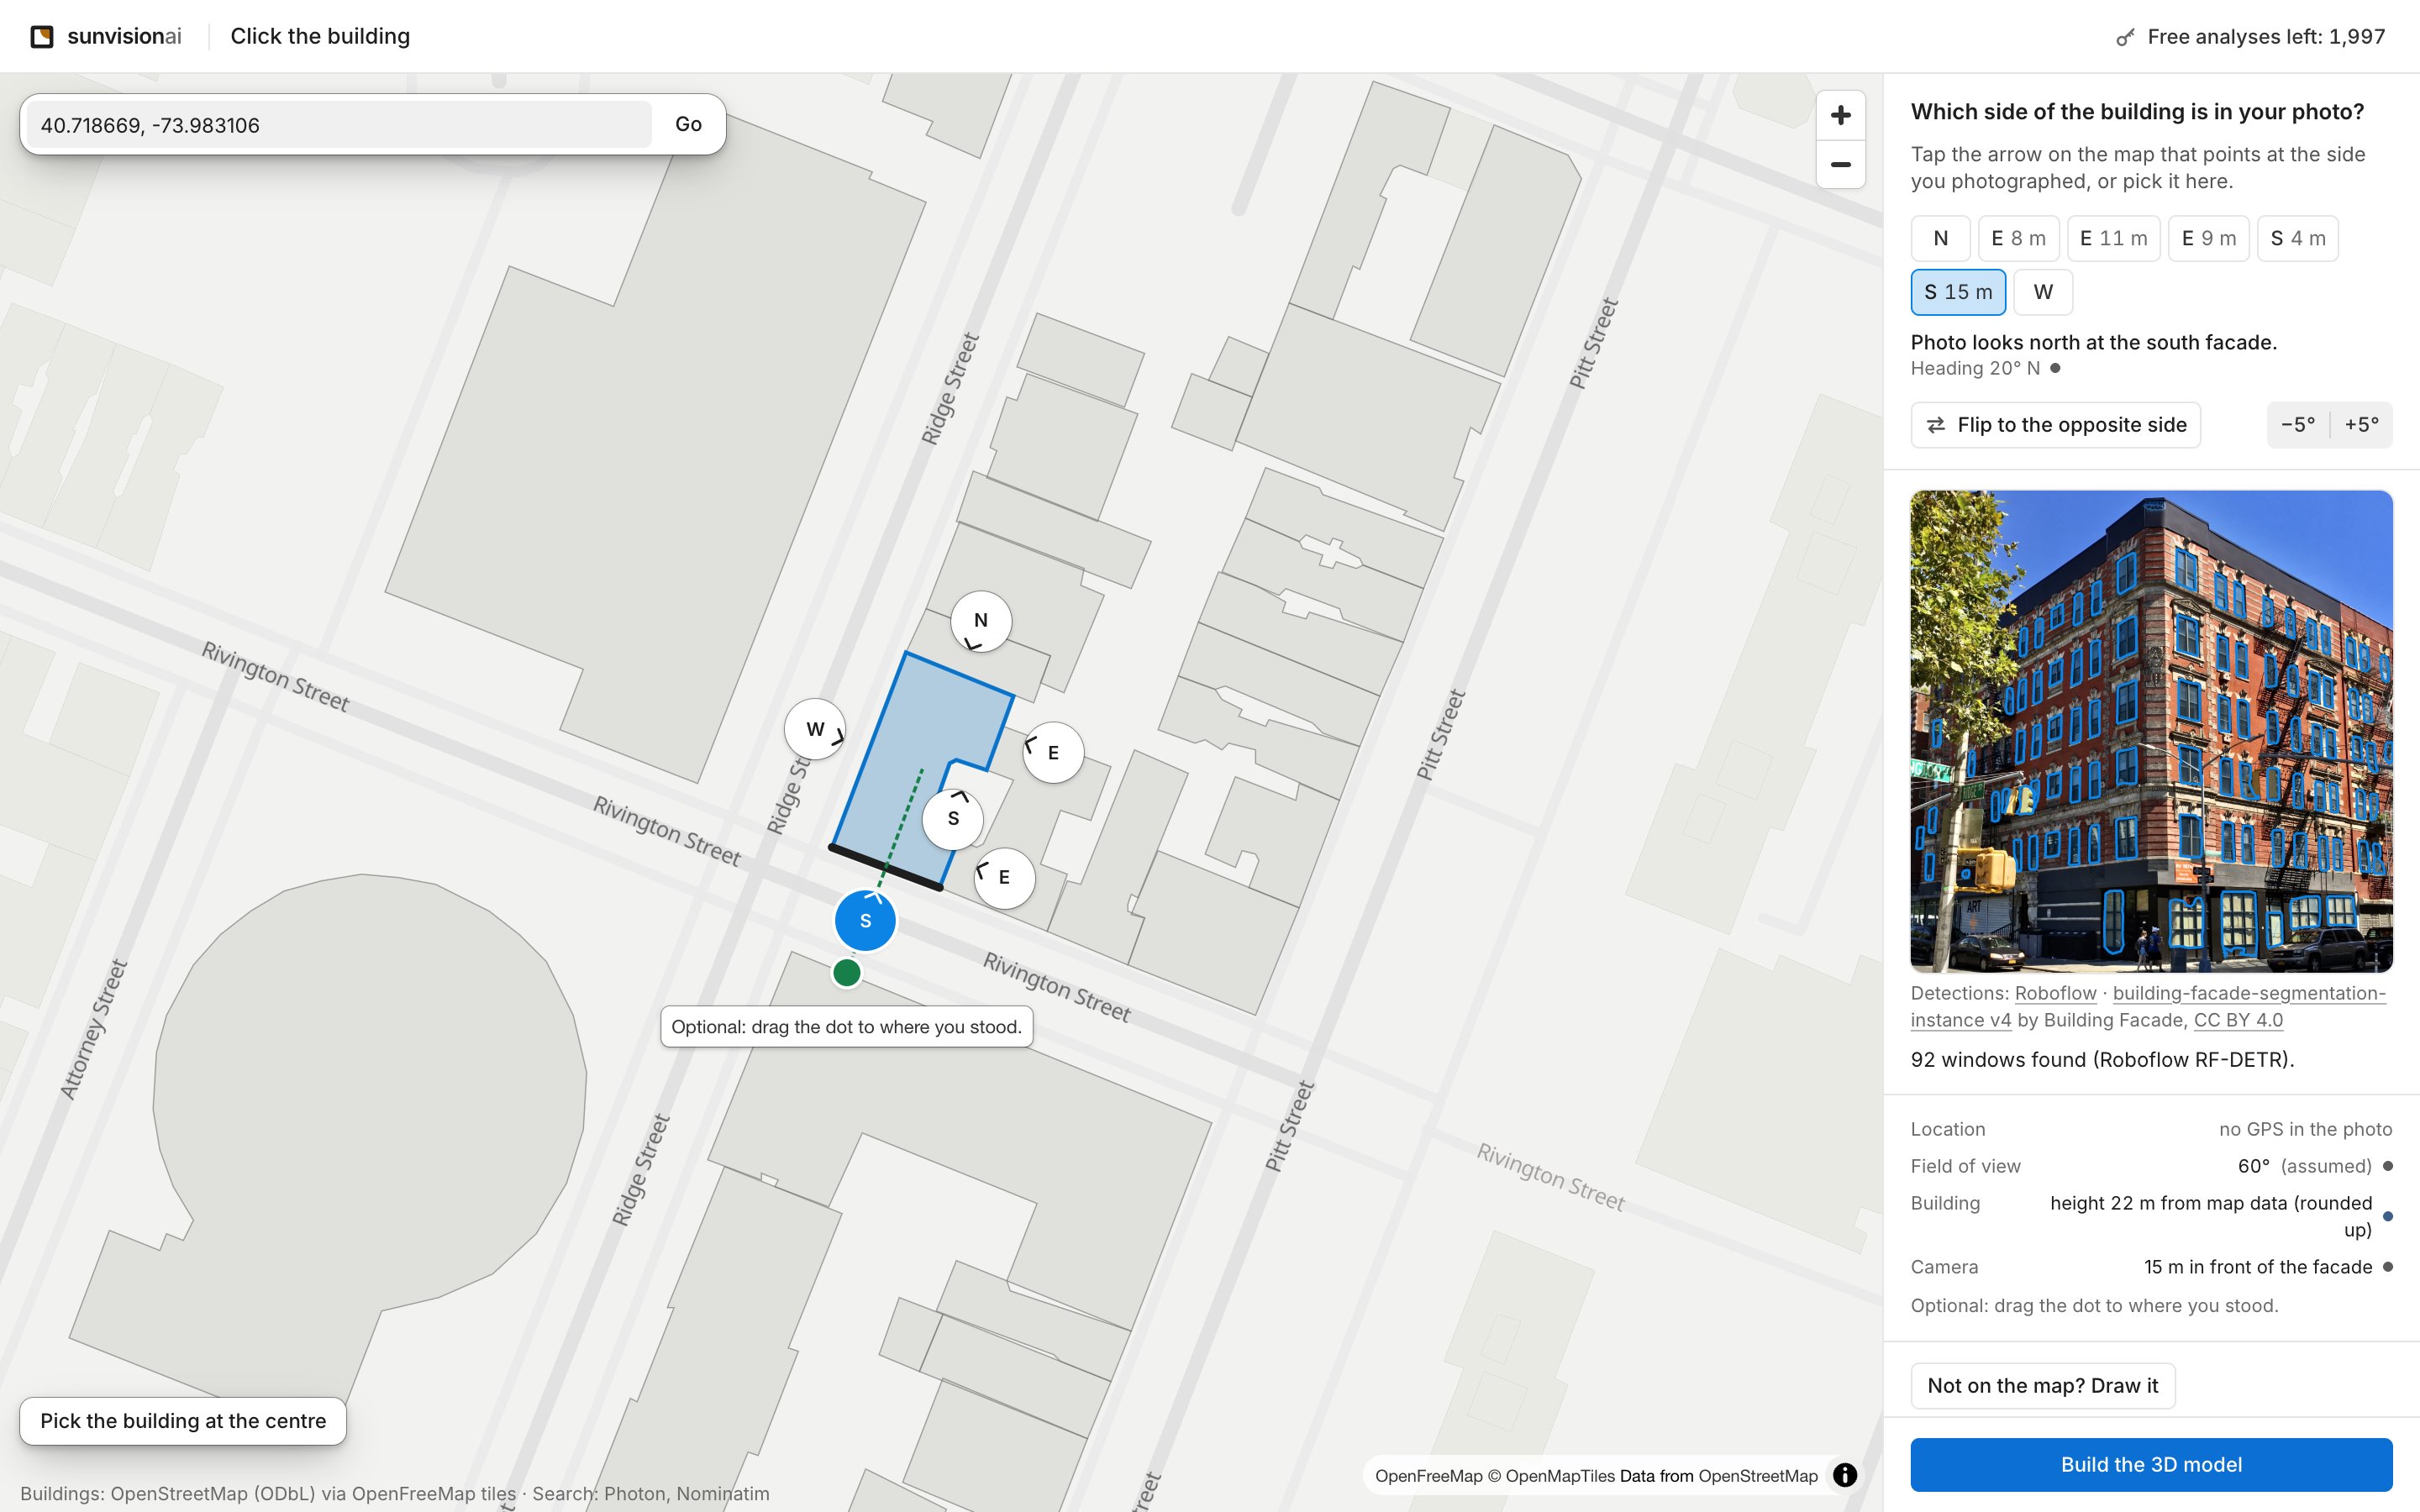 sunvisionai
Click the building
Free analyses left: 1,997
40.718669, -73.983106
Go
+
−
Ridge Street
Pitt Street
Rivington Street
N
W
E
Ridge St
Pitt Street
S
Rivington Street
E
S
Rivington Street
Attorney Street
Optional: drag the dot to where you stood.
Ridge Street
Pitt Street
Rivington Street
reet
t
Pick the building at the centre
Buildings: OpenStreetMap (ODbL) via OpenFreeMap tiles · Search: Photon, Nominatim
OpenFreeMap © OpenMapTiles Data from OpenStreetMap
Which side of the building is in your photo?
Tap the arrow on the map that points at the side
you photographed, or pick it here.
N
E 8 m
E 11 m
E 9 m
S 4 m
S 15 m
W
Photo looks north at the south facade.
Heading 20° N
Flip to the opposite side
−5°
+5°
ART
Detections: Roboflow · building-facade-segmentation-
instance v4 by Building Facade, CC BY 4.0
92 windows found (Roboflow RF-DETR).
Location
no GPS in the photo
Field of view
60° (assumed)
Building
height 22 m from map data (rounded
up)
Camera
15 m in front of the facade
Optional: drag the dot to where you stood.
Not on the map? Draw it
Build the 3D model